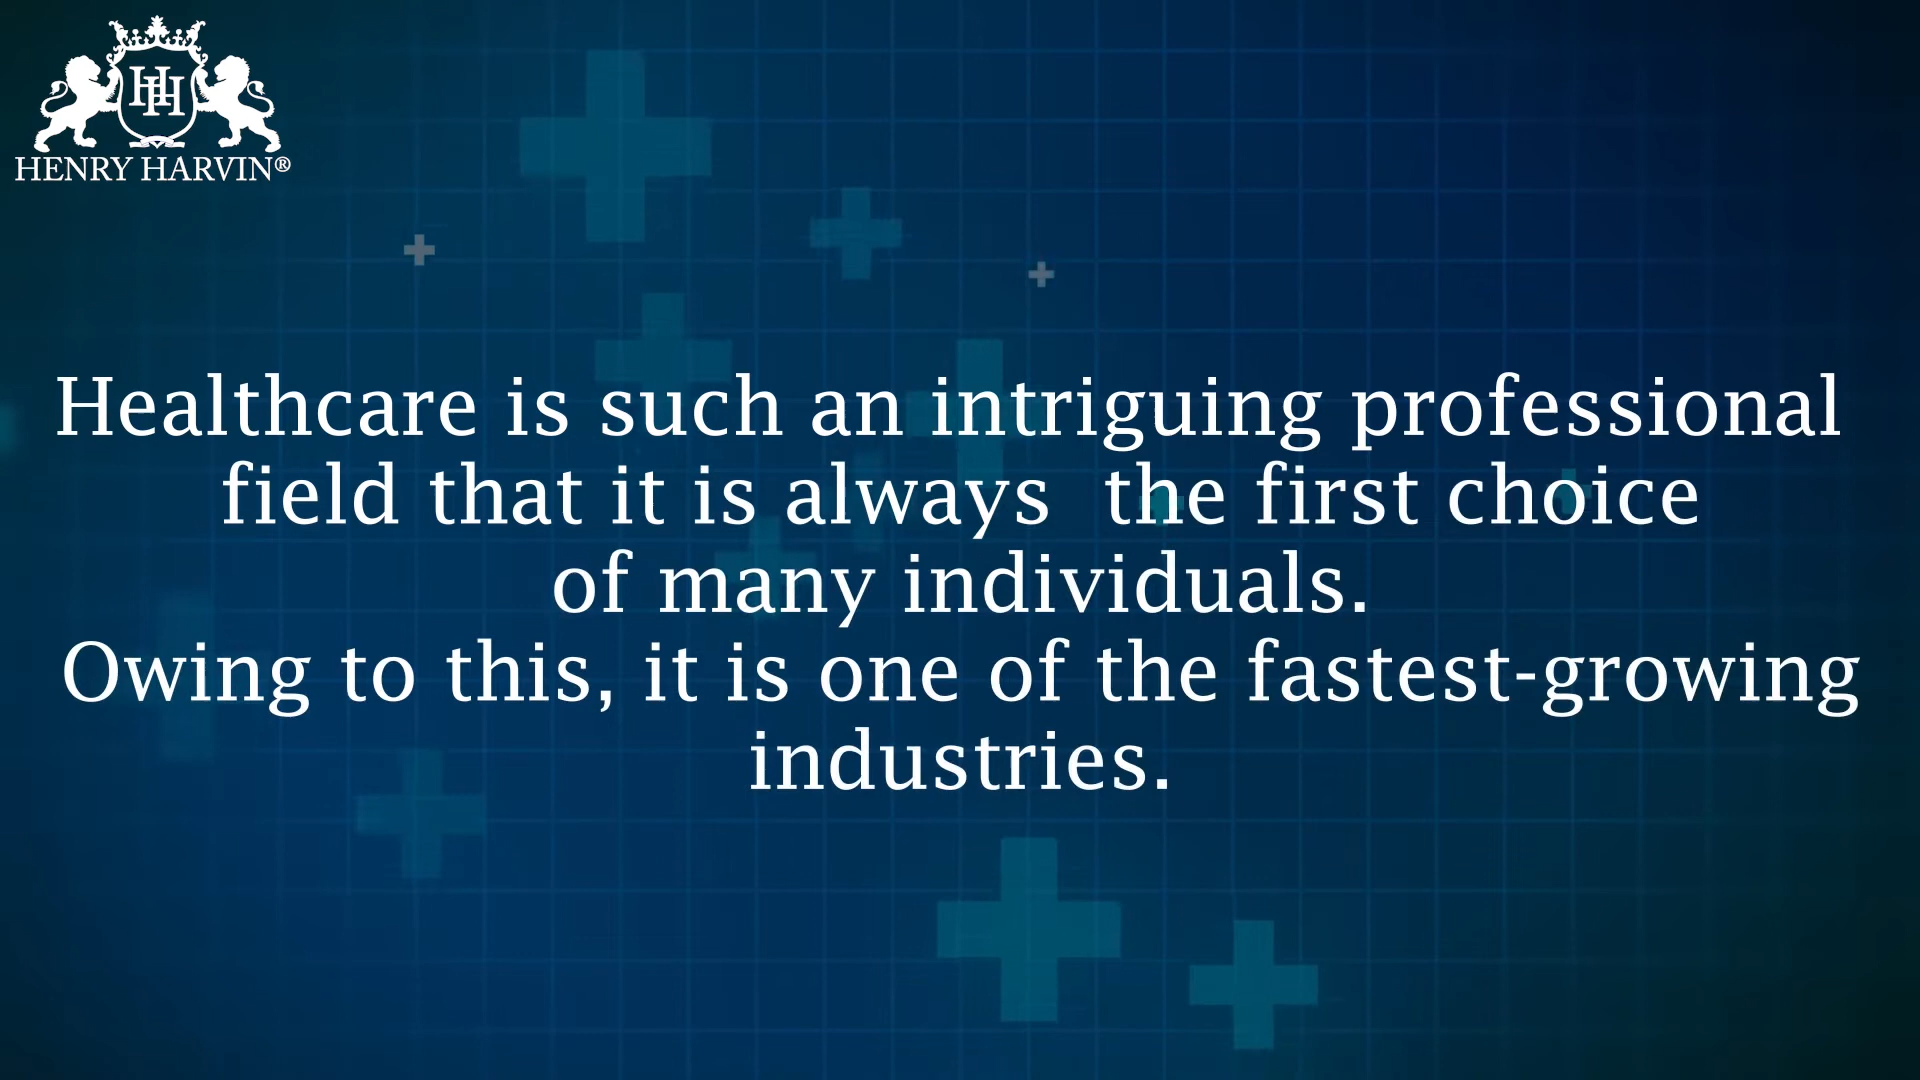 HH
HENRY HARVIN®
Healthcare is such an intriguing professional
field that it is always  the first choice
of many individuals.
Owing to this, it is one of the fastest-growing
industries.